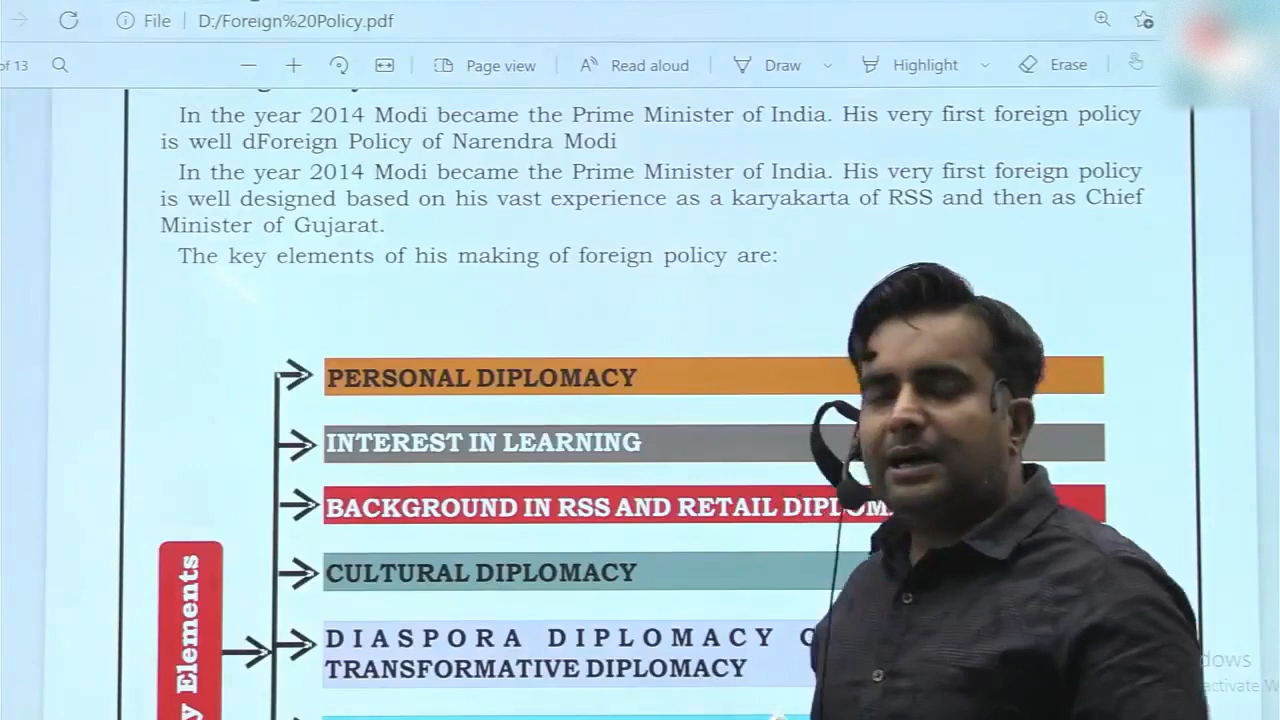 File D:/Foreign%20Policy.pdf
of 13 Page view Read aloud Draw Highlight Erase
In the year 2014 Modi became the Prime Minister of India. His very first foreign policy
is well dForeign Policy of Narendra Modi
In the year 2014 Modi became the Prime Minister of India. His very first foreign policy
is well designed based on his vast experience as a karyakarta of RSS and then as Chief
Minister of Gujarat.
The key elements of his making of foreign policy are:
PERSONAL DIPLOMACY
INTEREST IN LEARNING
BACKGROUND IN RSS AND RETAIL
CULTURAL DIPLOMACY
DIASPORA DIPLOMACY
TRANSFORMATIVE DIPLOMACY
Elements